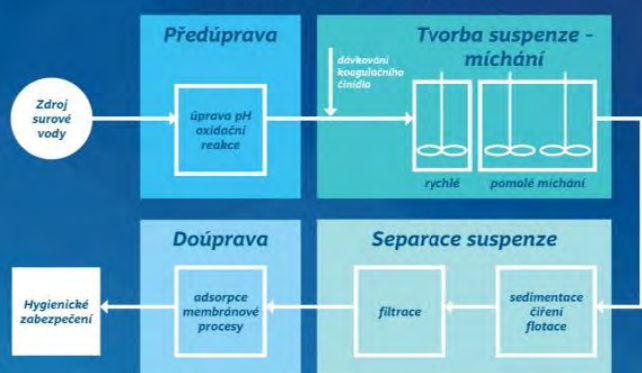 Předúprava
Tvorba suspenze -
míchání
dávkování
koagulačního
činidla
Zdroj
surové
vody
úprava pH
oxidační
reakce
rychlé
pomalé míchání
Doúprava
Separace suspenze
Hygienické
zabezpečení
adsorpce
membránové
procesy
filtrace
sedimentace
čiření
flotace